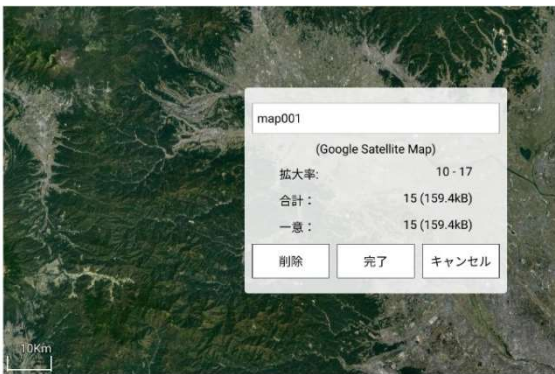 map001
(Google Satellite Map)
拡大率: 10 - 17
合計： 15 (159.4kB)
一意： 15 (159.4kB)
削除 完了 キャンセル
10Km